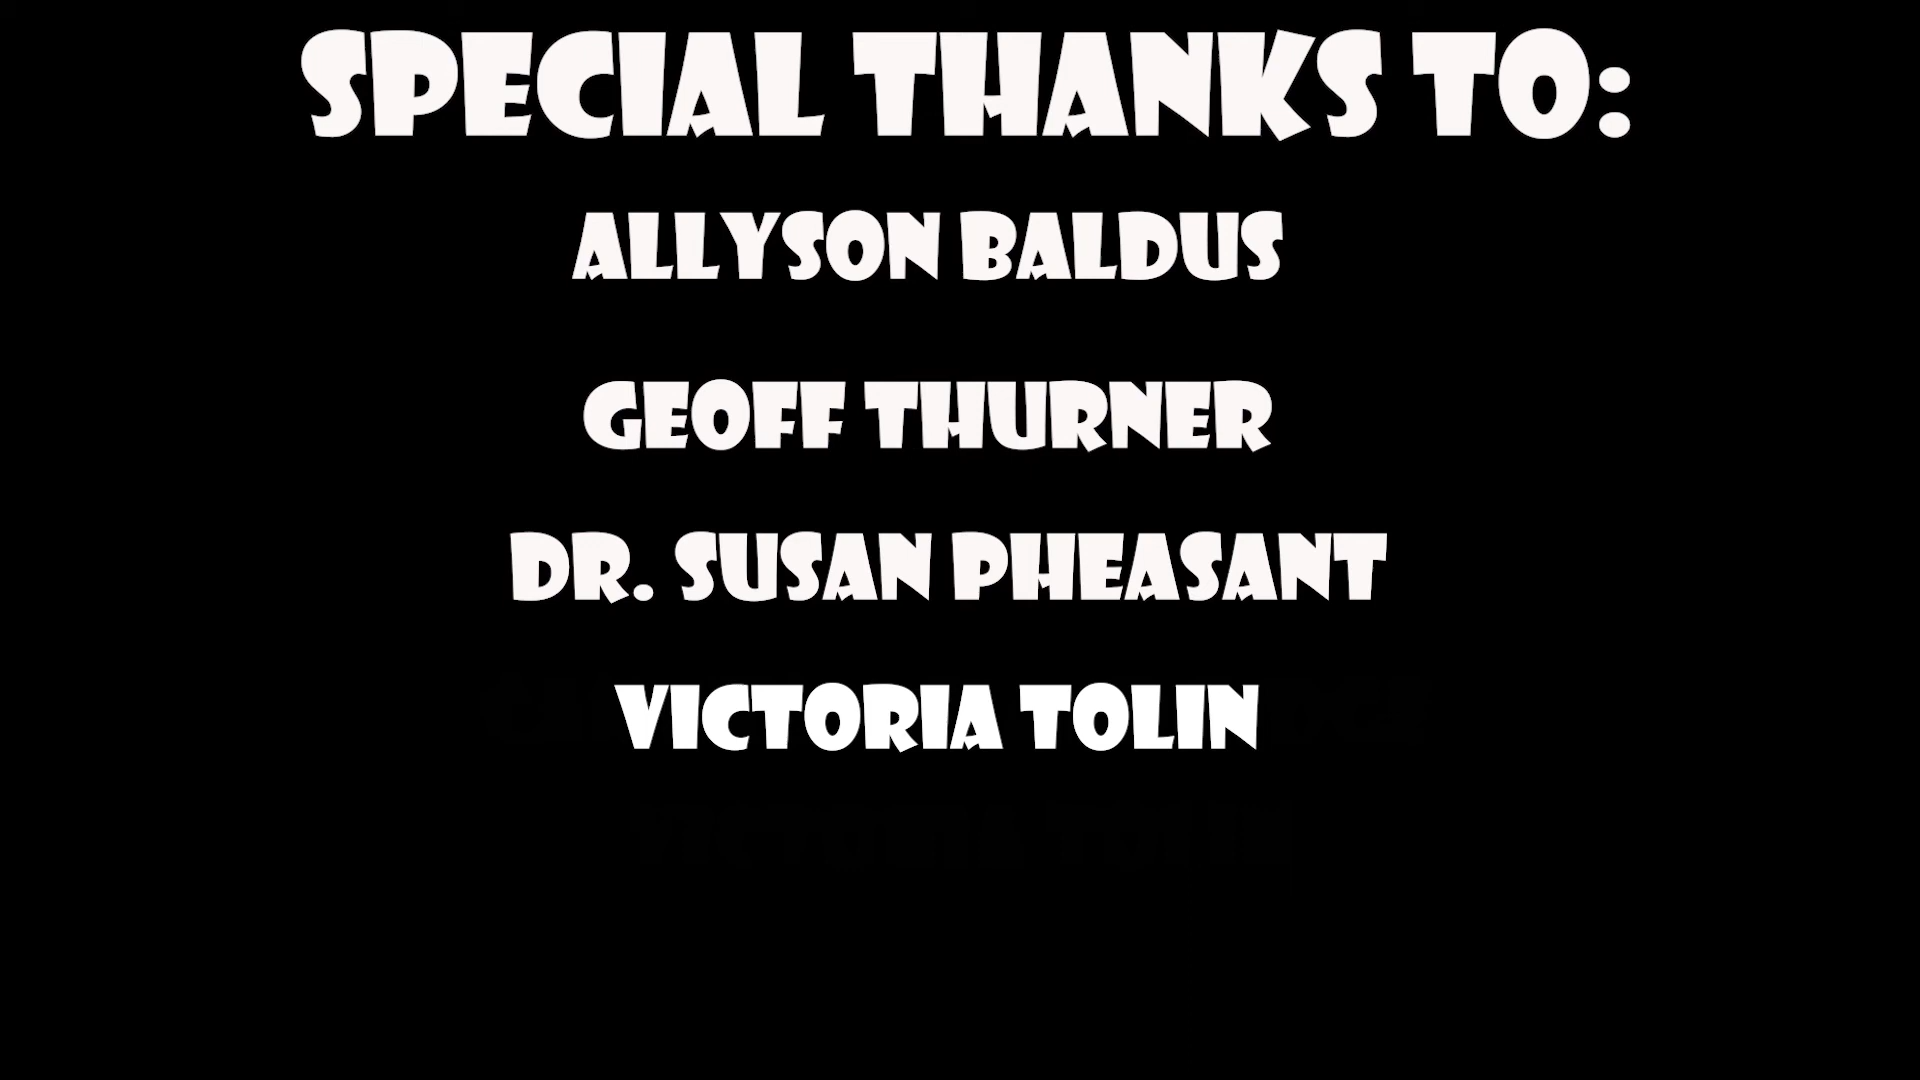 SPECIAL THANKS TO:
ALLYSON BALDUS
GEOFF THURNER
DR. SUSAN PHEASANT
VICTORIA TOLIN